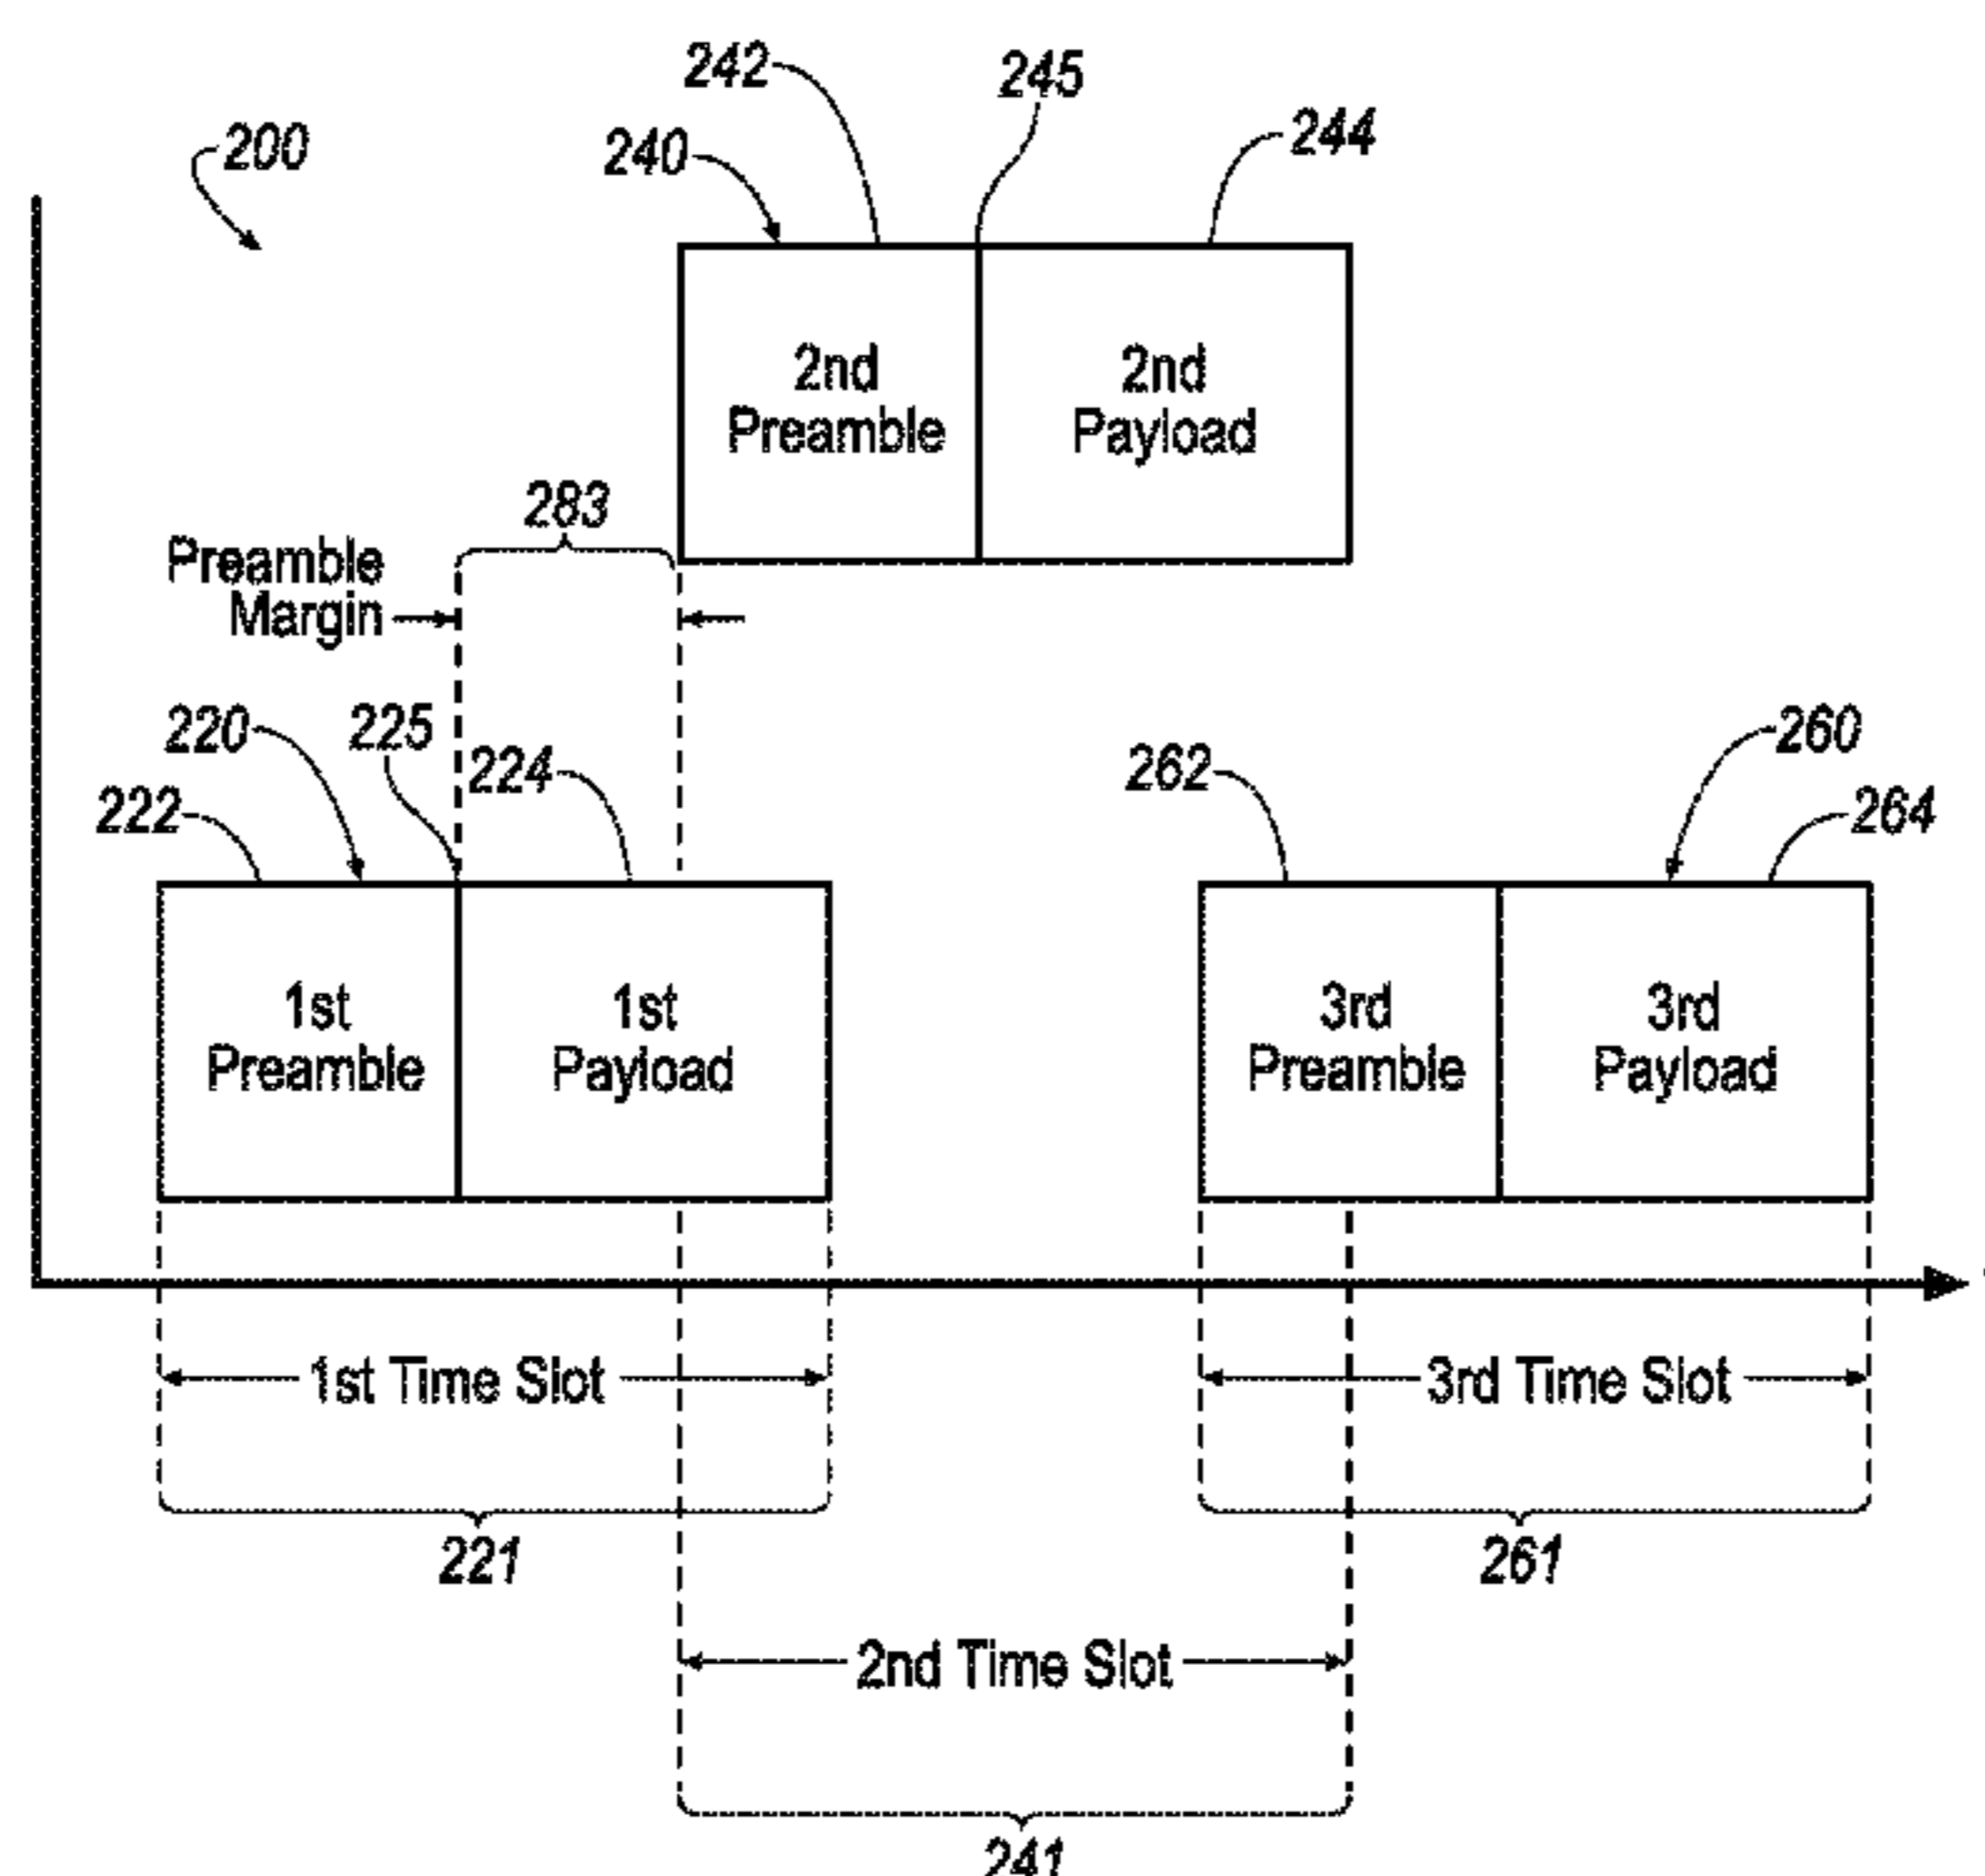 242
245
244
240
200
2nd
Preamble
2nd
Payload
283
Preamble
Margin
220
225
224
222
262
260
264
1st
Preamble
1st
Payload
3rd
Preamble
3rd
Payload
1st Time Slot
3rd Time Slot
221
261
2nd Time Slot
241